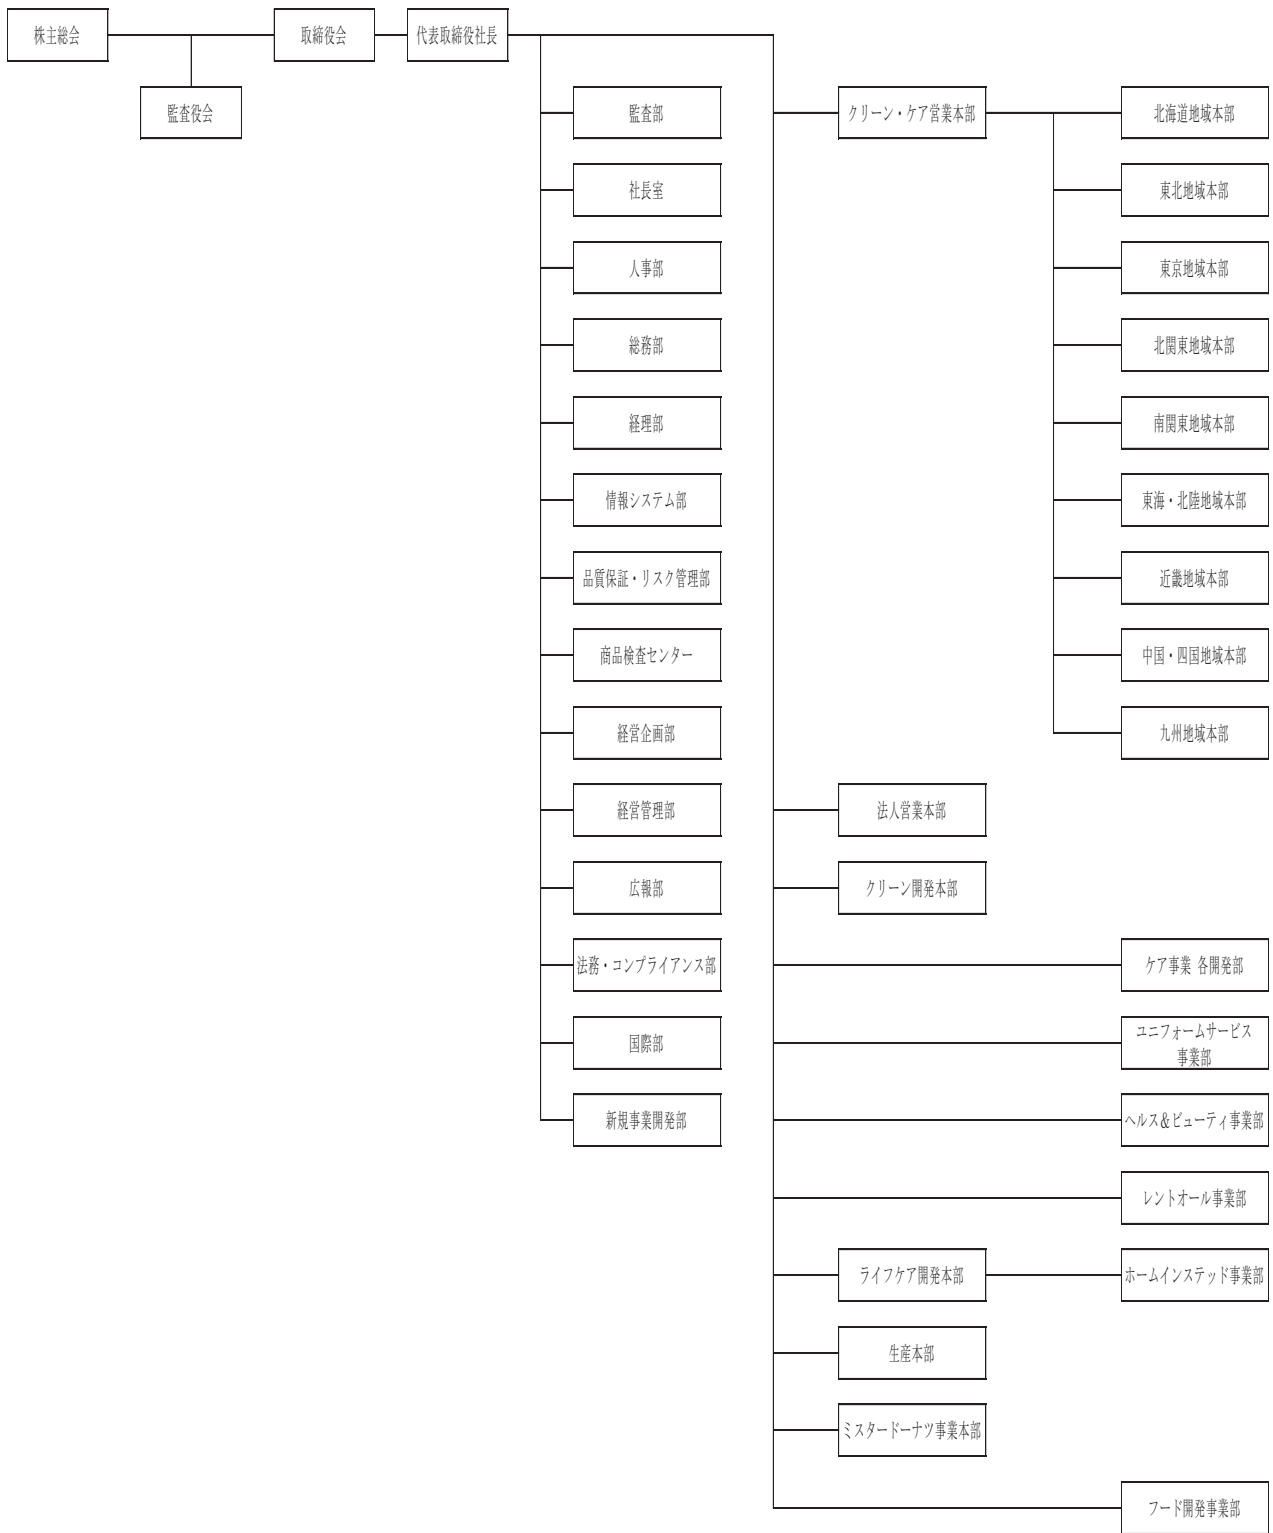 株主総会
取締役会
代表取締役社長
監査役会
監査部
社長室
人事部
総務部
経理部
情報システム部
品質保証・リスク管理部
商品検査センター
経営企画部
経営管理部
広報部
法務・コンプライアンス部
国際部
新規事業開発部
クリーン・ケア営業本部
北海道地域本部
東北地域本部
東京地域本部
北関東地域本部
南関東地域本部
東海・北陸地域本部
近畿地域本部
中国・四国地域本部
九州地域本部
法人営業本部
クリーン開発本部
ケア事業 各開発部
ユニフォームサービス
事業部
ヘルス&ビューティ事業部
レントオール事業部
ライフケア開発本部
ホームインステッド事業部
生産本部
ミスタードーナツ事業本部
フード開発事業部